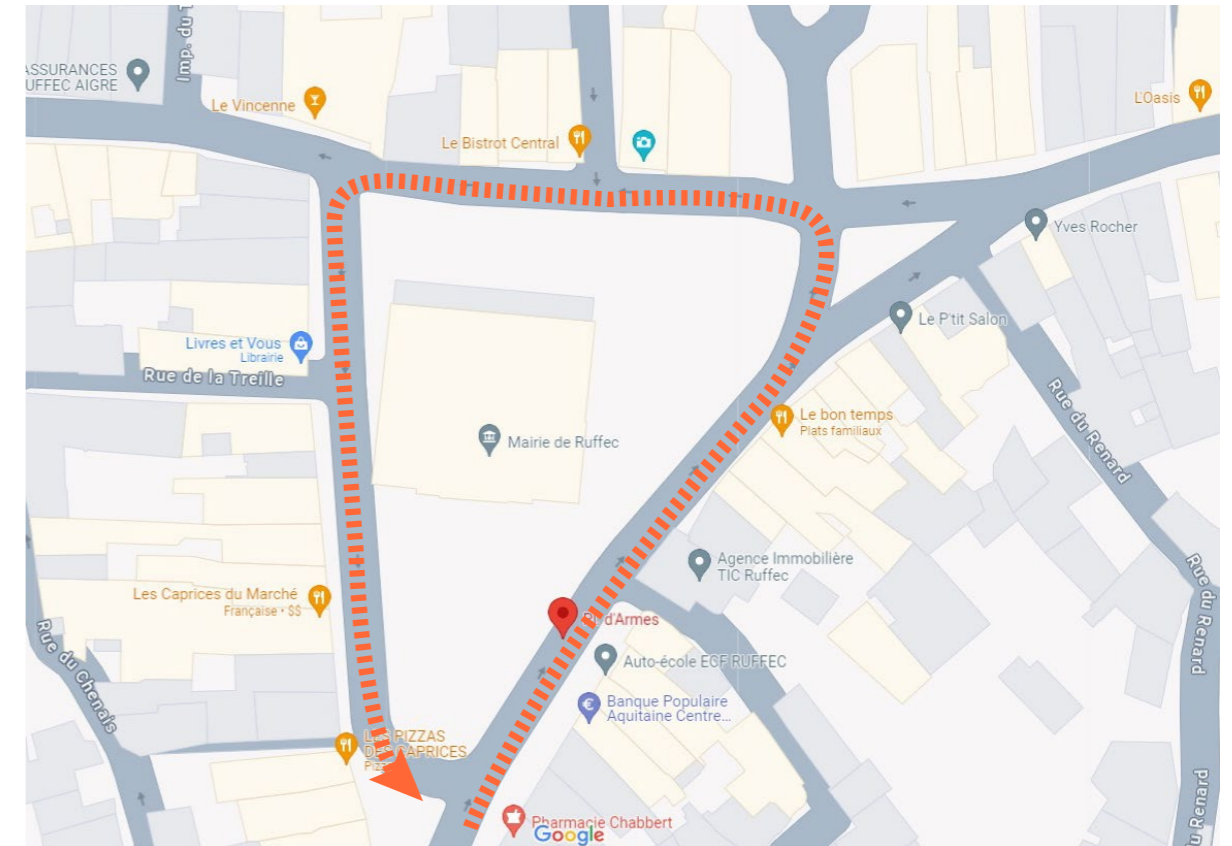 Imp. du
ASSURANCES
UFFEC AIGRE
Le Vincenne
Le Bistrot Central
L'Oasis
Yves Rocher
Le P'tit Salon
Livres et Vous
Librairie
Rue de la Treille
Le bon temps
Plats familiaux
Rue du Renard
Mairie de Ruffec
Agence Immobilière
TIC Ruffec
Rue du Renard
Les Caprices du Marché
Française • $$
Pl. d'Armes
Rue du Chenais
Auto-école ECF RUFFEC
Banque Populaire
Aquitaine Centre...
LES PIZZAS
DES CAPRICES
Renard
Pharmacie Chabbert
Google